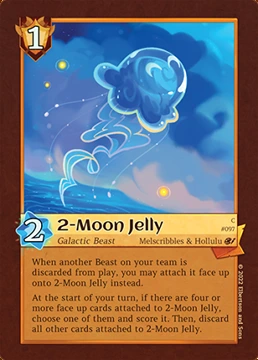 1
2
2-Moon Jelly
C
#097
Galactic Beast
Melscribbles & Hollulu
When another Beast on your team is
discarded from play, you may attach it face up
onto 2-Moon Jelly instead.
At the start of your turn, if there are four or
more face up cards attached to 2-Moon Jelly,
choose one of them and score it. Then, discard
all other cards attached to 2-Moon Jelly.
© 2022 Elbertson and Sons